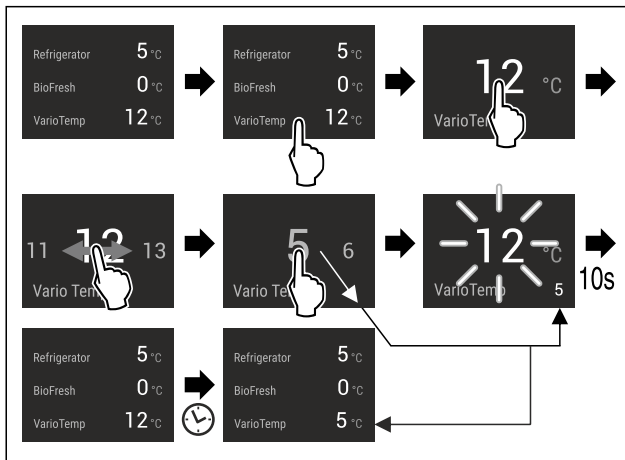 Refrigerator 5 °C
BioFresh 0 °C
VarioTemp 12 °C
Refrigerator 5 °C
BioFresh 0 °C
VarioTemp 12 °C
12 °C
VarioTemp
11 12 13
Vario Temp
5 6
Vario Te
12 °C
VarioTemp 5
10s
Refrigerator 5 °C
BioFresh 0 °C
VarioTemp 12 °C
Refrigerator 5 °C
BioFresh 0 °C
VarioTemp 5 °C